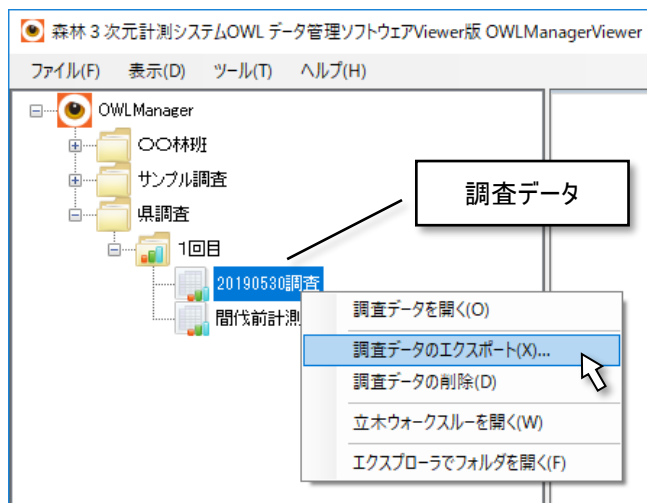 森林３次元計測システムOWL データ管理ソフトウェアViewer版 OWLManagerViewer
ファイル(F) 表示(D) ツール(T) ヘルプ(H)
OWLManager
〇〇林班
サンプル調査
県調査
1回目
20190530調査
間伐前計測
調査データ
調査データを開く(O)
調査データのエクスポート(X)...
調査データの削除(D)
立木ウォークスルーを開く(W)
エクスプローラでフォルダを開く(F)